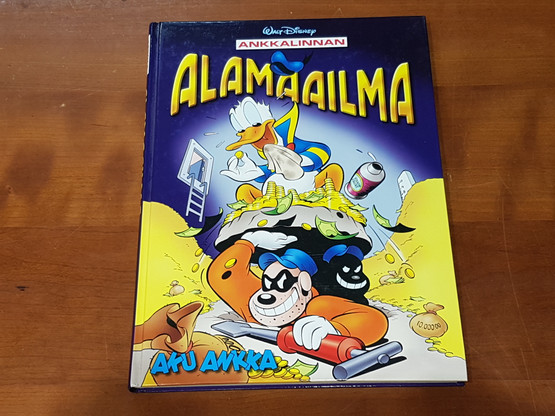 Walt Disney
ANKKALINNAN
ALAMAAILMA
AKU ANKKA